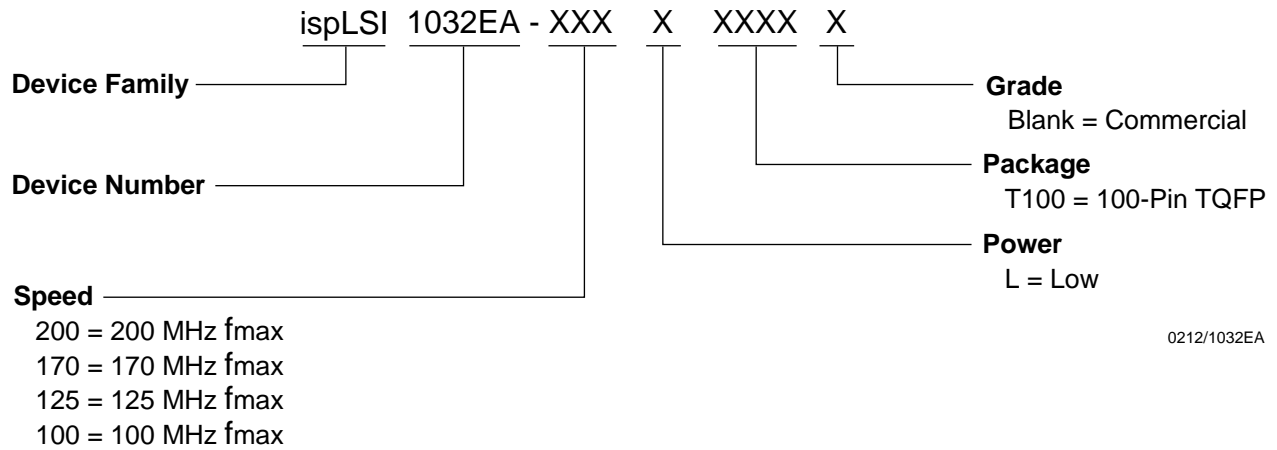 ispLSI 1032EA - XXX X XXXX X
Device Family
Device Number
Speed
200 = 200 MHz fmax
170 = 170 MHz fmax
125 = 125 MHz fmax
100 = 100 MHz fmax
Grade
Blank = Commercial
Package
T100 = 100-Pin TQFP
Power
L = Low
0212/1032EA